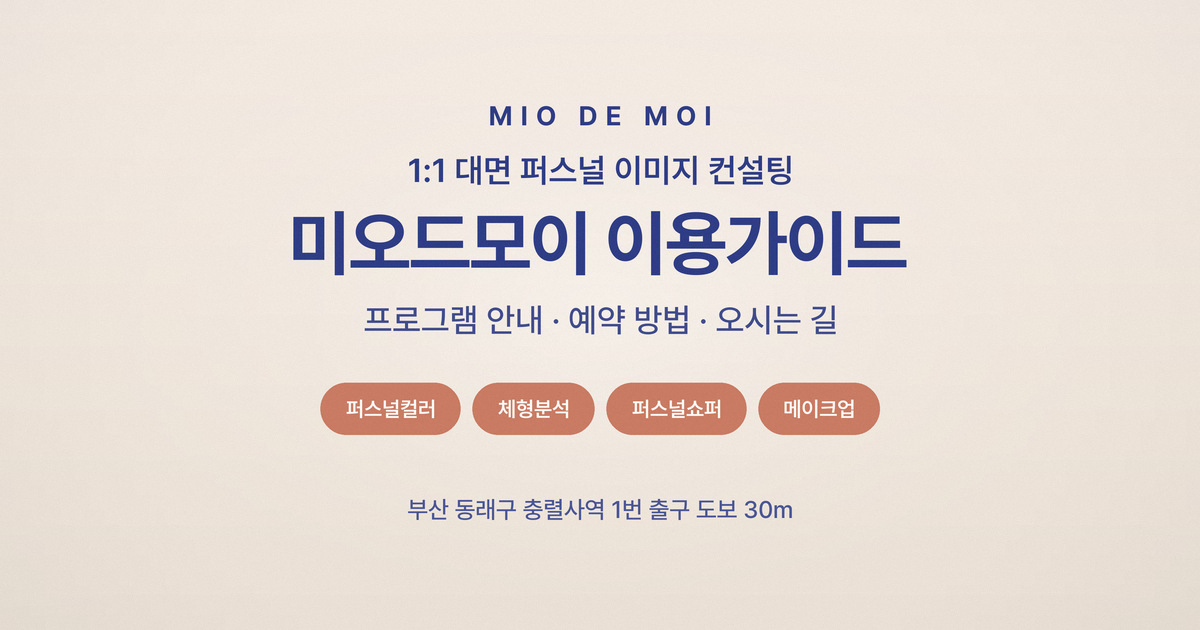 MIO DE MOI
1:1 대면 퍼스널 이미지 컨설팅
미오드모이 이용가이드
프로그램 안내 · 예약 방법 · 오시는 길
퍼스널컬러 체형분석 퍼스널쇼퍼 메이크업
부산 동래구 충렬사역 1번 출구 도보 30m